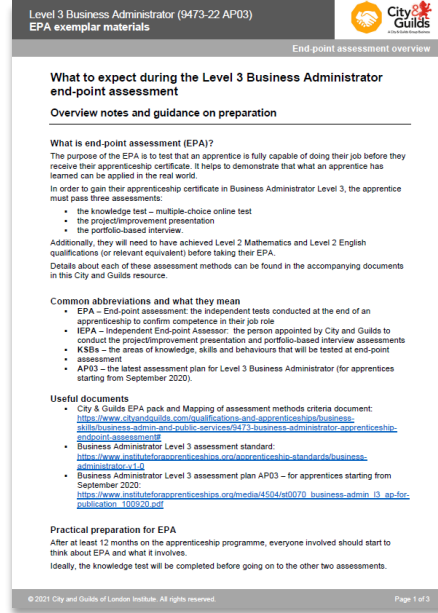 Level 3 Business Administrator (9473-22 AP03)
EPA exemplar materials
City&
Guilds
A City & Guilds Group Business
End-point assessment overview
What to expect during the Level 3 Business Administrator
end-point assessment
Overview notes and guidance on preparation
What is end-point assessment (EPA)?
The purpose of the EPA is to test that an apprentice is fully capable of doing their job before they
receive their apprenticeship certificate. It helps to demonstrate that what an apprentice has
learned can be applied in the real world.
In order to gain their apprenticeship certificate in Business Administrator Level 3, the apprentice
must pass three assessments:
▪ the knowledge test – multiple-choice online test
▪ the project/improvement presentation
▪ the portfolio-based interview.
Additionally, they will need to have achieved Level 2 Mathematics and Level 2 English
qualifications (or relevant equivalent) before taking their EPA.
Details about each of these assessment methods can be found in the accompanying documents
in this City and Guilds resource.
Common abbreviations and what they mean
▪ EPA – End-point assessment: the independent tests conducted at the end of an
apprenticeship to confirm competence in their job role
▪ IEPA – Independent End-point Assessor: the person appointed by City and Guilds to
conduct the project/improvement presentation and portfolio-based interview assessments
▪ KSBs – the areas of knowledge, skills and behaviours that will be tested at end-point
▪ assessment
▪ AP03 – the latest assessment plan for Level 3 Business Administrator (for apprentices
starting from September 2020).
Useful documents
▪ City & Guilds EPA pack and Mapping of assessment methods criteria document:
https://www.cityandguilds.com/qualifications-and-apprenticeships/business-
skills/business-admin-and-public-services/9473-business-administrator-apprenticeship-
endpoint-assessment#
▪ Business Administrator Level 3 assessment standard:
https://www.instituteforapprenticeships.org/apprenticeship-standards/business-
administrator-v1-0
▪ Business Administrator Level 3 assessment plan AP03 – for apprentices starting from
September 2020:
https://www.instituteforapprenticeships.org/media/4504/st0070_business-admin_l3_ap-for-
publication_100920.pdf
Practical preparation for EPA
After at least 12 months on the apprenticeship programme, everyone involved should start to
think about EPA and what it involves.
Ideally, the knowledge test will be completed before going on to the other two assessments.
© 2021 City and Guilds of London Institute. All rights reserved.
Page 1 of 3